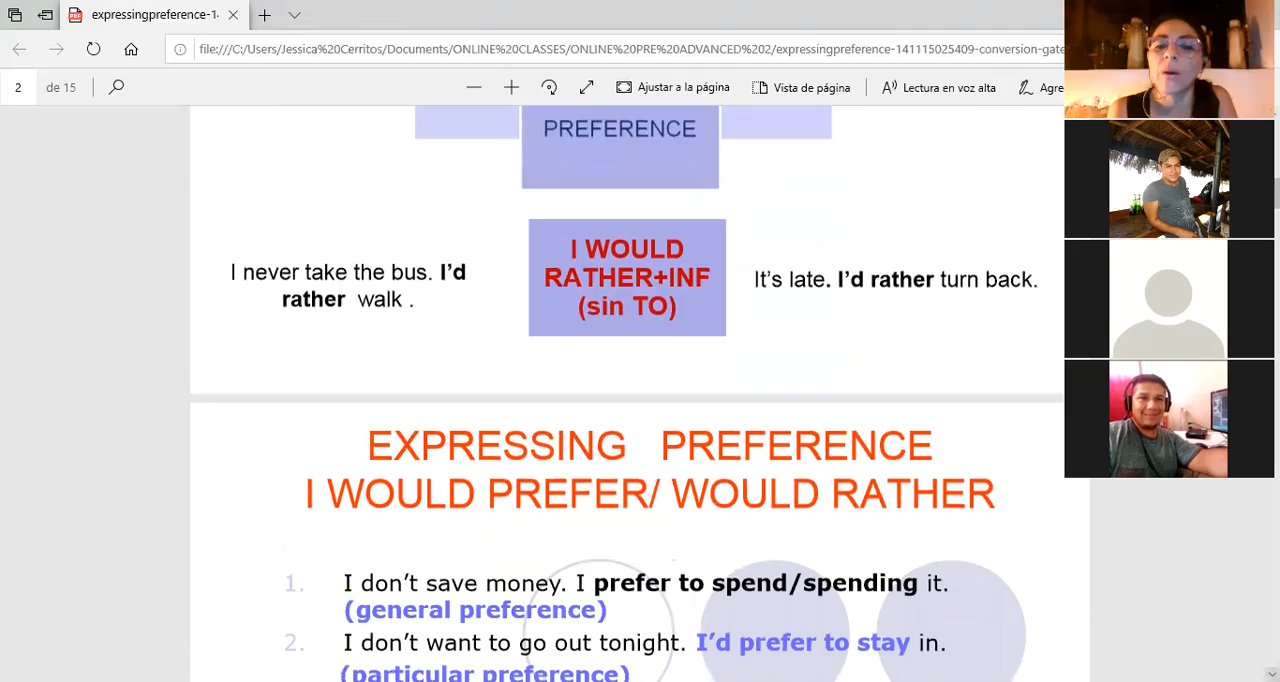 expressingpreference-1
file:///C:/Users/Jessica%20Cerritos/Documents/ONLINE%20CLASSES/ONLINE%20PRE%20ADVANCED%202/expressingpreference-141115025409-conversion-gate
2 de 15
Ajustar a la página
Vista de página
Lectura en voz alta
Agre
PREFERENCE
I never take the bus. I'd
rather walk .
I WOULD
RATHER+INF
(sin TO)
It's late. I'd rather turn back.
EXPRESSING PREFERENCE
I WOULD PREFER/ WOULD RATHER
1. I don't save money. I prefer to spend/spending it.
(general preference)
2. I don't want to go out tonight. I'd prefer to stay in.
(particular preference)